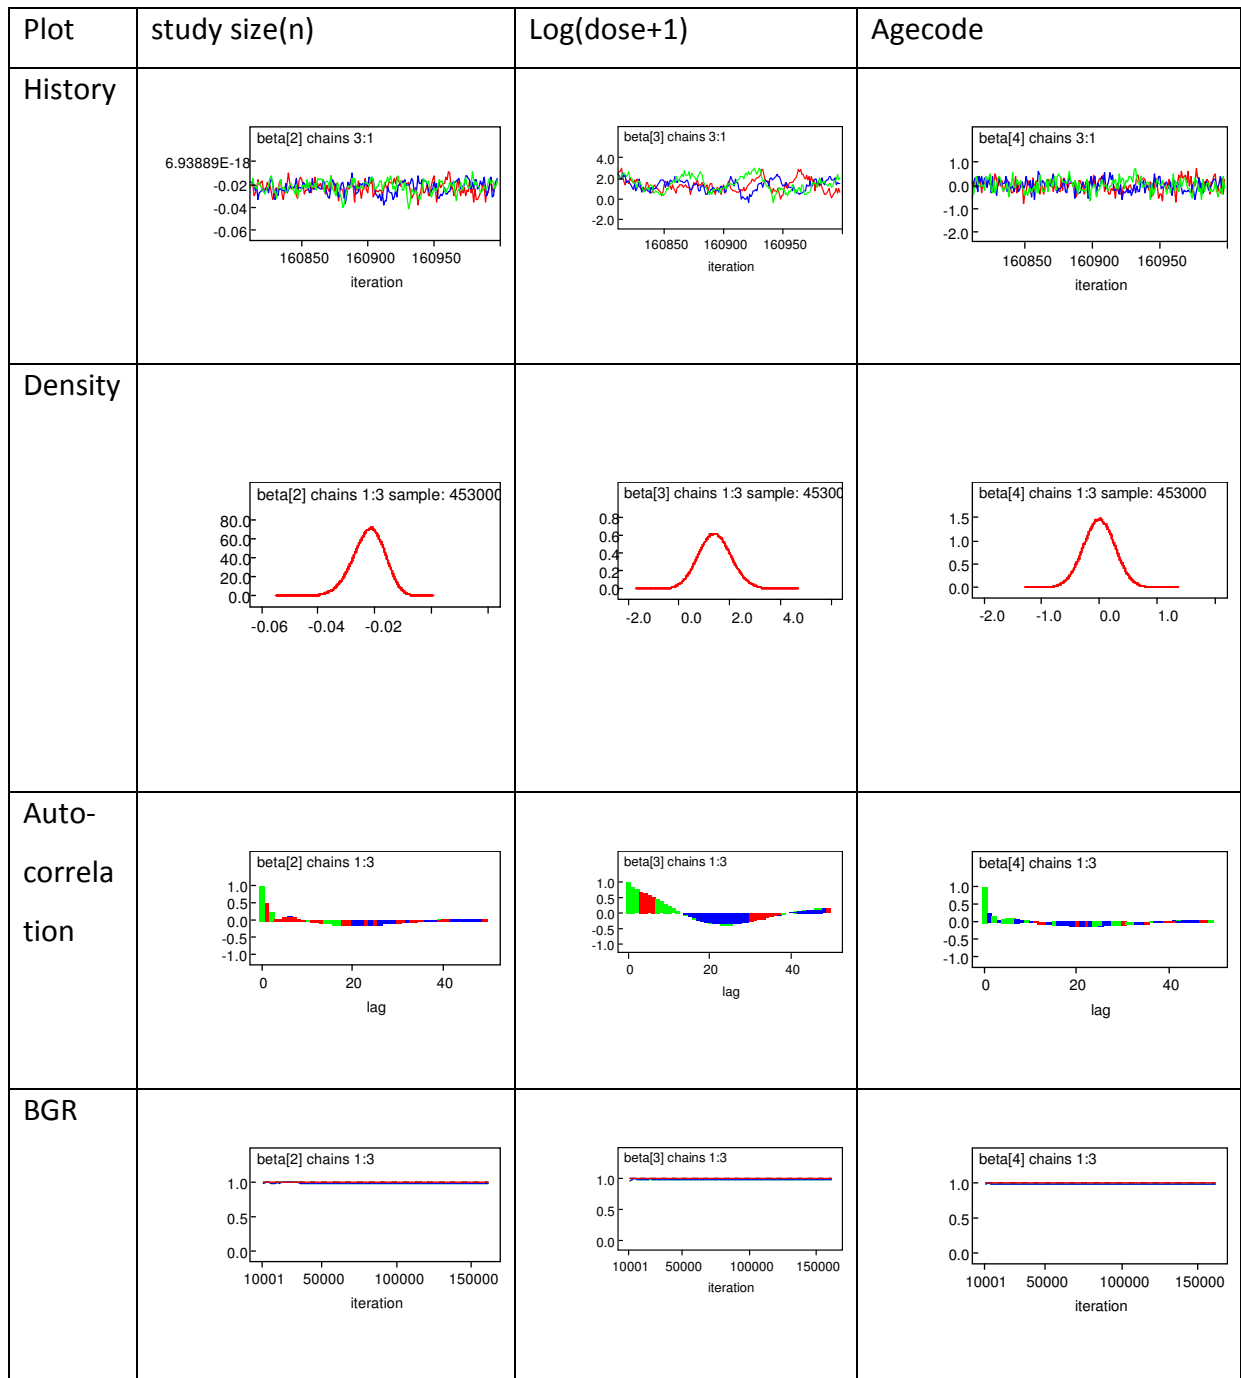 Plot study size(n) Log(dose+1) Agecode
History
beta[2] chains 3:1
6.93889E-18
-0.02
-0.04
-0.06
160850 160900 160950
iteration
beta[3] chains 3:1
4.0
2.0
0.0
-2.0
160850 160900 160950
iteration
beta[4] chains 3:1
1.0
0.0
-1.0
-2.0
160850 160900 160950
iteration
Density
beta[2] chains 1:3 sample: 453000
80.0
60.0
40.0
20.0
0.0
-0.06 -0.04 -0.02
beta[3] chains 1:3 sample: 45300
0.8
0.6
0.4
0.2
0.0
-2.0 0.0 2.0 4.0
beta[4] chains 1:3 sample: 453000
1.5
1.0
0.5
0.0
-2.0 -1.0 0.0 1.0
Auto-
correla
tion
beta[2] chains 1:3
1.0
0.5
0.0
-0.5
-1.0
0 20 40
lag
beta[3] chains 1:3
1.0
0.5
0.0
-0.5
-1.0
0 20 40
lag
beta[4] chains 1:3
1.0
0.5
0.0
-0.5
-1.0
0 20 40
lag
BGR
beta[2] chains 1:3
1.0
0.5
0.0
10001 50000 100000 150000
iteration
beta[3] chains 1:3
1.0
0.5
0.0
10001 50000 100000 150000
iteration
beta[4] chains 1:3
1.0
0.5
0.0
10001 50000 100000 150000
iteration